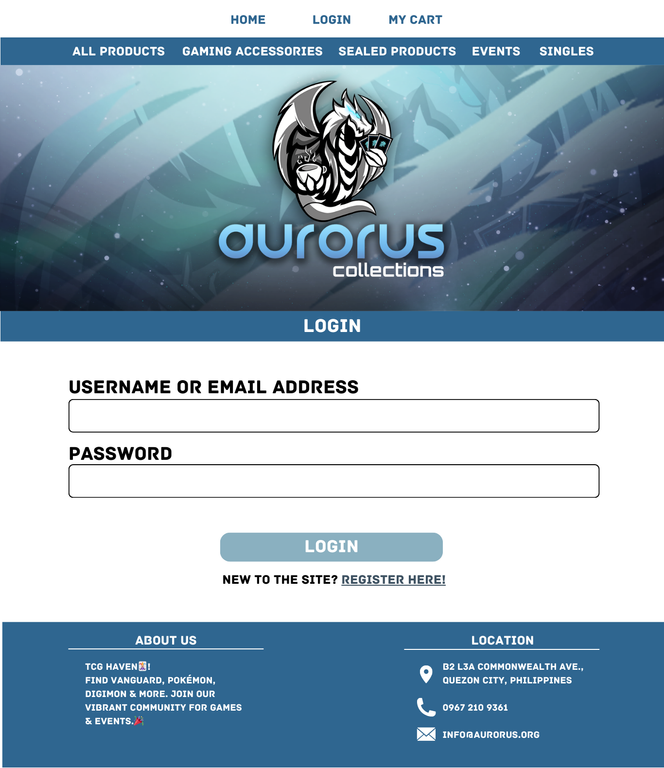 HOME LOGIN MY CART
ALL PRODUCTS GAMING ACCESSORIES SEALED PRODUCTS EVENTS SINGLES
aurorus
collections
LOGIN
USERNAME OR EMAIL ADDRESS
PASSWORD
LOGIN
NEW TO THE SITE? REGISTER HERE!
ABOUT US
TCG HAVEN🃏!
FIND VANGUARD, POKÉMON,
DIGIMON & MORE. JOIN OUR
VIBRANT COMMUNITY FOR GAMES
& EVENTS.🎉
LOCATION
B2 L3A COMMONWEALTH AVE.,
QUEZON CITY, PHILIPPINES
0967 210 9361
INFO@AURORUS.ORG